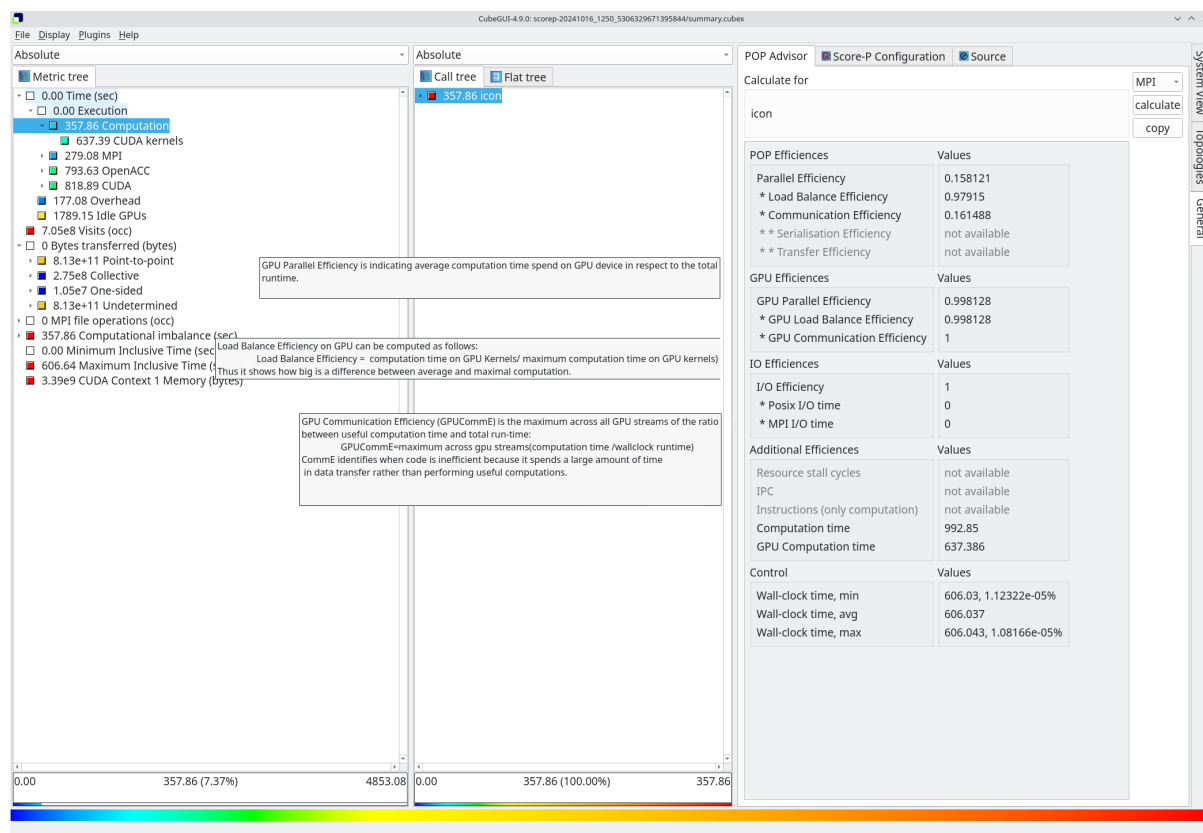 CubeGUI-4.9.0: scorep-20241016_1250_5306329671395844/summary.cubex
File Display Plugins Help
Absolute
Metric tree
0.00 Time (sec)
0.00 Execution
357.86 Computation
637.39 CUDA kernels
279.08 MPI
793.63 OpenACC
818.89 CUDA
177.08 Overhead
1789.15 Idle GPUs
7.05e8 Visits (occ)
0 Bytes transferred (bytes)
8.13e+11 Point-to-point
2.75e8 Collective
1.05e7 One-sided
8.13e+11 Undetermined
0 MPI file operations (occ)
357.86 Computational imbalance (sec)
0.00 Minimum Inclusive Time (sec
606.64 Maximum Inclusive Time (
3.39e9 CUDA Context 1 Memory (bytes)
0.00 357.86 (7.37%) 4853.08
Absolute
Call tree Flat tree
357.86 icon
0.00 357.86 (100.00%) 357.86
GPU Parallel Efficiency is indicating average computation time spend on GPU device in respect to the total
runtime.
Load Balance Efficiency on GPU can be computed as follows:
Load Balance Efficiency = computation time on GPU Kernels/ maximum computation time on GPU kernels)
Thus it shows how big is a difference between average and maximal computation.
GPU Communication Efficiency (GPUCommE) is the maximum across all GPU streams of the ratio
between useful computation time and total run-time:
GPUCommE=maximum across gpu streams(computation time /wallclock runtime)
CommE identifies when code is inefficient because it spends a large amount of time
in data transfer rather than performing useful computations.
POP Advisor Score-P Configuration Source
Calculate for
MPI
icon
calculate
copy
POP Efficiences Values
Parallel Efficiency 0.158121
* Load Balance Efficiency 0.97915
* Communication Efficiency 0.161488
* * Serialisation Efficiency not available
* * Transfer Efficiency not available
GPU Efficiences Values
GPU Parallel Efficiency 0.998128
* GPU Load Balance Efficiency 0.998128
* GPU Communication Efficiency 1
IO Efficiences Values
I/O Efficiency 1
* Posix I/O time 0
* MPI I/O time 0
Additional Efficiences Values
Resource stall cycles not available
IPC not available
Instructions (only computation) not available
Computation time 992.85
GPU Computation time 637.386
Control Values
Wall-clock time, min 606.03, 1.12322e-05%
Wall-clock time, avg 606.037
Wall-clock time, max 606.043, 1.08166e-05%
System View
Topologies
General